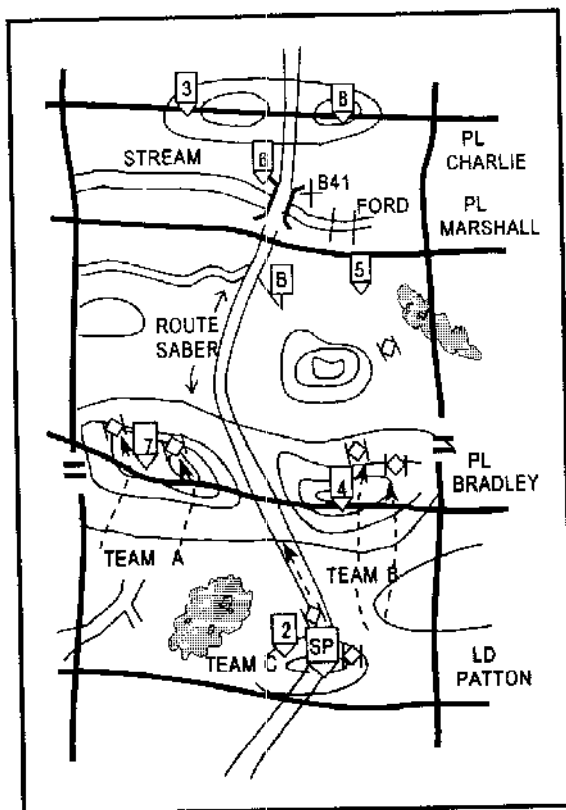 3
PL
CHARLIE
STREAM
B41
FORD
PL
MARSHALL
5
B
ROUTE
SABER
7
4
PL
BRADLEY
TEAM A
TEAM B
2
SP
TEAM C
LD
PATTON